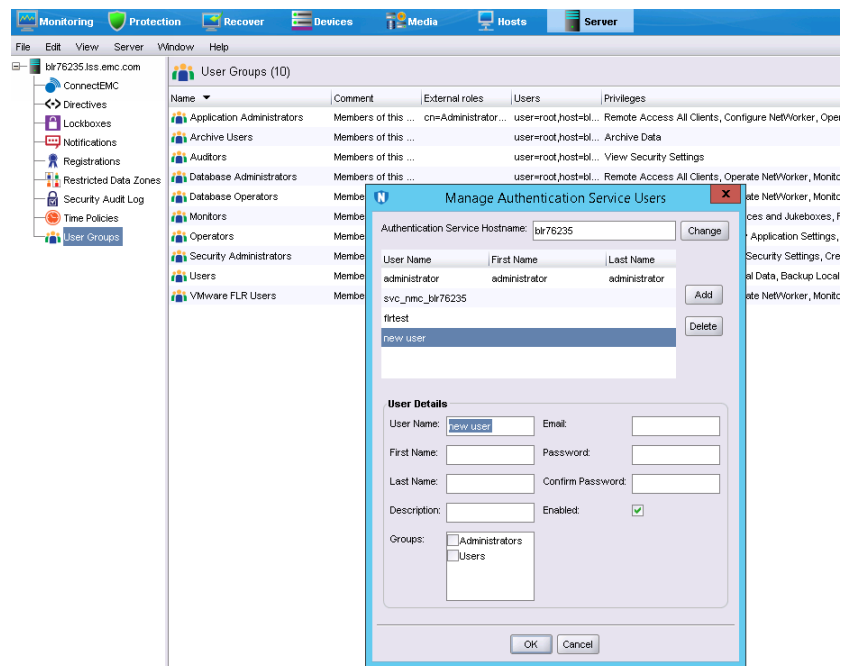 Monitoring Protection Recover Devices Media Hosts Server
File Edit View Server Window Help
blr76235.lss.emc.com
ConnectEMC
Directives
Lockboxes
Notifications
Registrations
Restricted Data Zones
Security Audit Log
Time Policies
User Groups
User Groups (10)
Name Comment External roles Users Privileges
Application Administrators Members of this ... cn=Administrator... user=root,host=bl... Remote Access All Clients, Configure NetWorker, Oper
Archive Users Members of this ... user=root,host=bl... Archive Data
Auditors Members of this ... user=root,host=bl... View Security Settings
Database Administrators Members of this ... user=root,host=bl... Remote Access All Clients, Operate NetWorker, Monito
Database Operators Membe ate NetWorker, Monito
Monitors Membe ces and Jukeboxes, F
Operators Membe Application Settings,
Security Administrators Membe Security Settings, Cre
Users Membe al Data, Backup Local
VMware FLR Users Membe ate NetWorker, Monito
Manage Authentication Service Users x
Authentication Service Hostname: blr76235 Change
User Name First Name Last Name
administrator administrator administrator
svc_nmc_blr76235
flrtest
new user
Add
Delete
User Details
User Name: new user Email:
First Name: Password:
Last Name: Confirm Password:
Description: Enabled:
Groups: Administrators
Users
OK Cancel